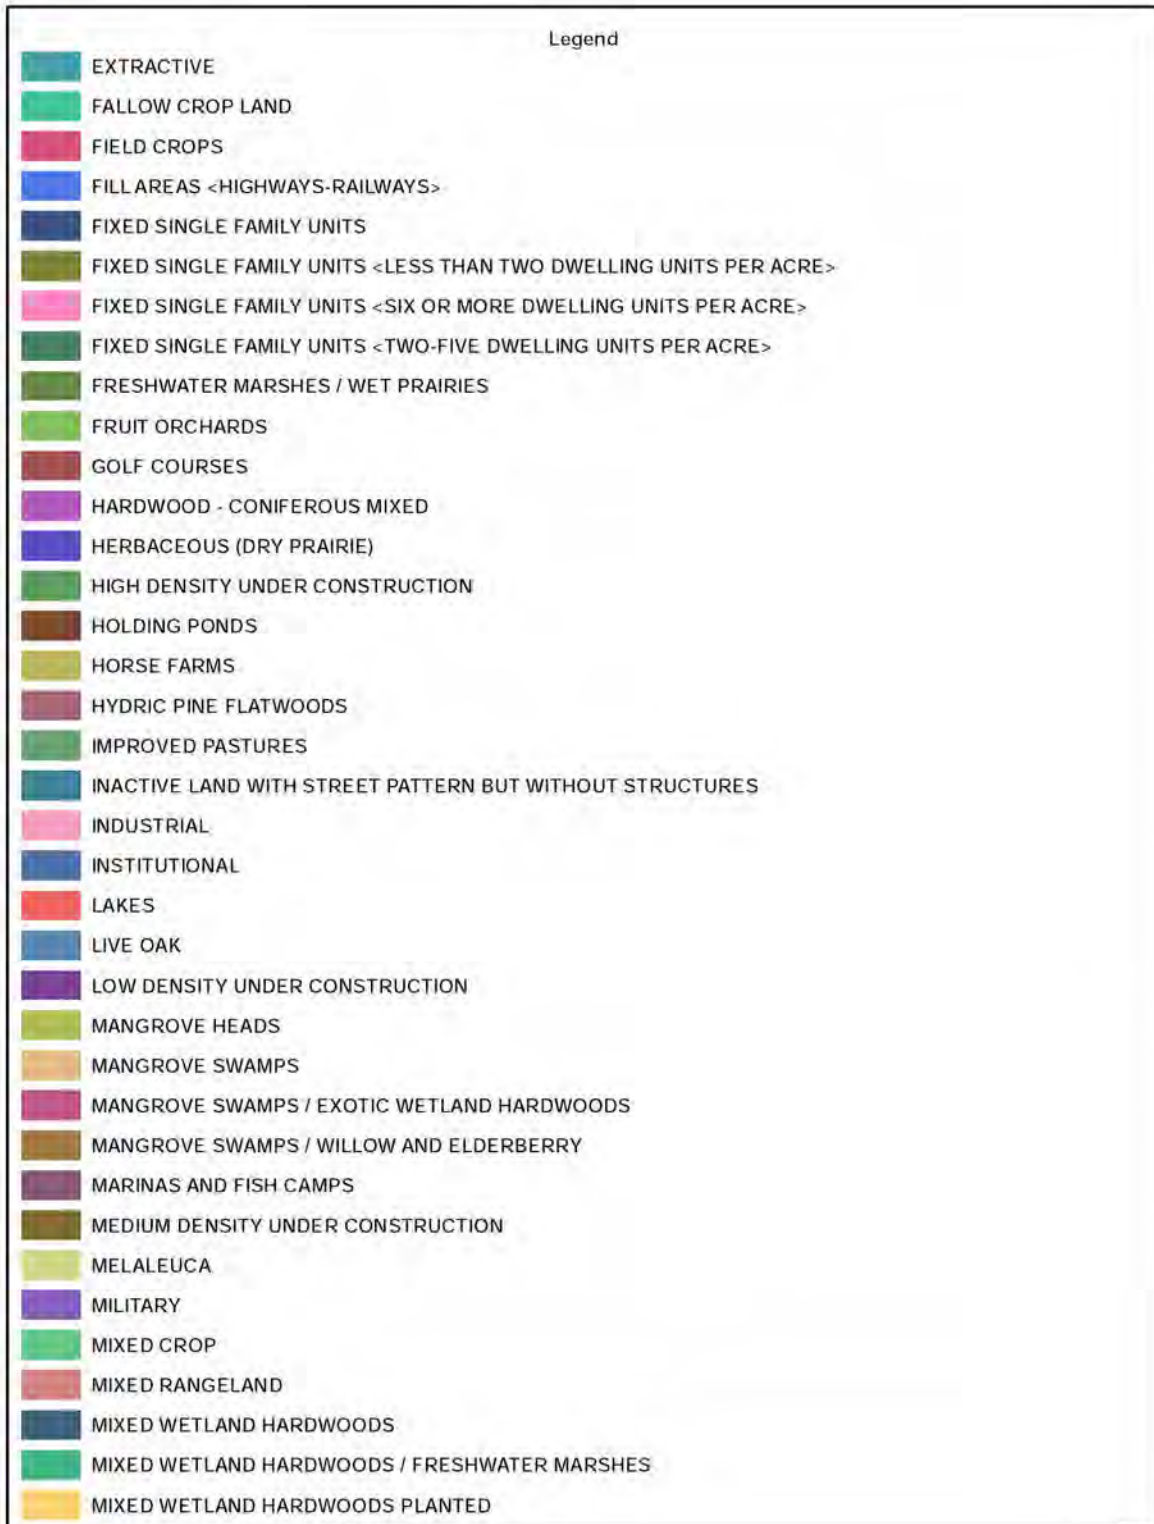 Legend
EXTRACTIVE
FALLOW CROP LAND
FIELD CROPS
FILL AREAS <HIGHWAYS-RAILWAYS>
FIXED SINGLE FAMILY UNITS
FIXED SINGLE FAMILY UNITS <LESS THAN TWO DWELLING UNITS PER ACRE>
FIXED SINGLE FAMILY UNITS <SIX OR MORE DWELLING UNITS PER ACRE>
FIXED SINGLE FAMILY UNITS <TWO-FIVE DWELLING UNITS PER ACRE>
FRESHWATER MARSHES / WET PRAIRIES
FRUIT ORCHARDS
GOLF COURSES
HARDWOOD - CONIFEROUS MIXED
HERBACEOUS (DRY PRAIRIE)
HIGH DENSITY UNDER CONSTRUCTION
HOLDING PONDS
HORSE FARMS
HYDRIC PINE FLATWOODS
IMPROVED PASTURES
INACTIVE LAND WITH STREET PATTERN BUT WITHOUT STRUCTURES
INDUSTRIAL
INSTITUTIONAL
LAKES
LIVE OAK
LOW DENSITY UNDER CONSTRUCTION
MANGROVE HEADS
MANGROVE SWAMPS
MANGROVE SWAMPS / EXOTIC WETLAND HARDWOODS
MANGROVE SWAMPS / WILLOW AND ELDERBERRY
MARINAS AND FISH CAMPS
MEDIUM DENSITY UNDER CONSTRUCTION
MELALEUCA
MILITARY
MIXED CROP
MIXED RANGELAND
MIXED WETLAND HARDWOODS
MIXED WETLAND HARDWOODS / FRESHWATER MARSHES
MIXED WETLAND HARDWOODS PLANTED